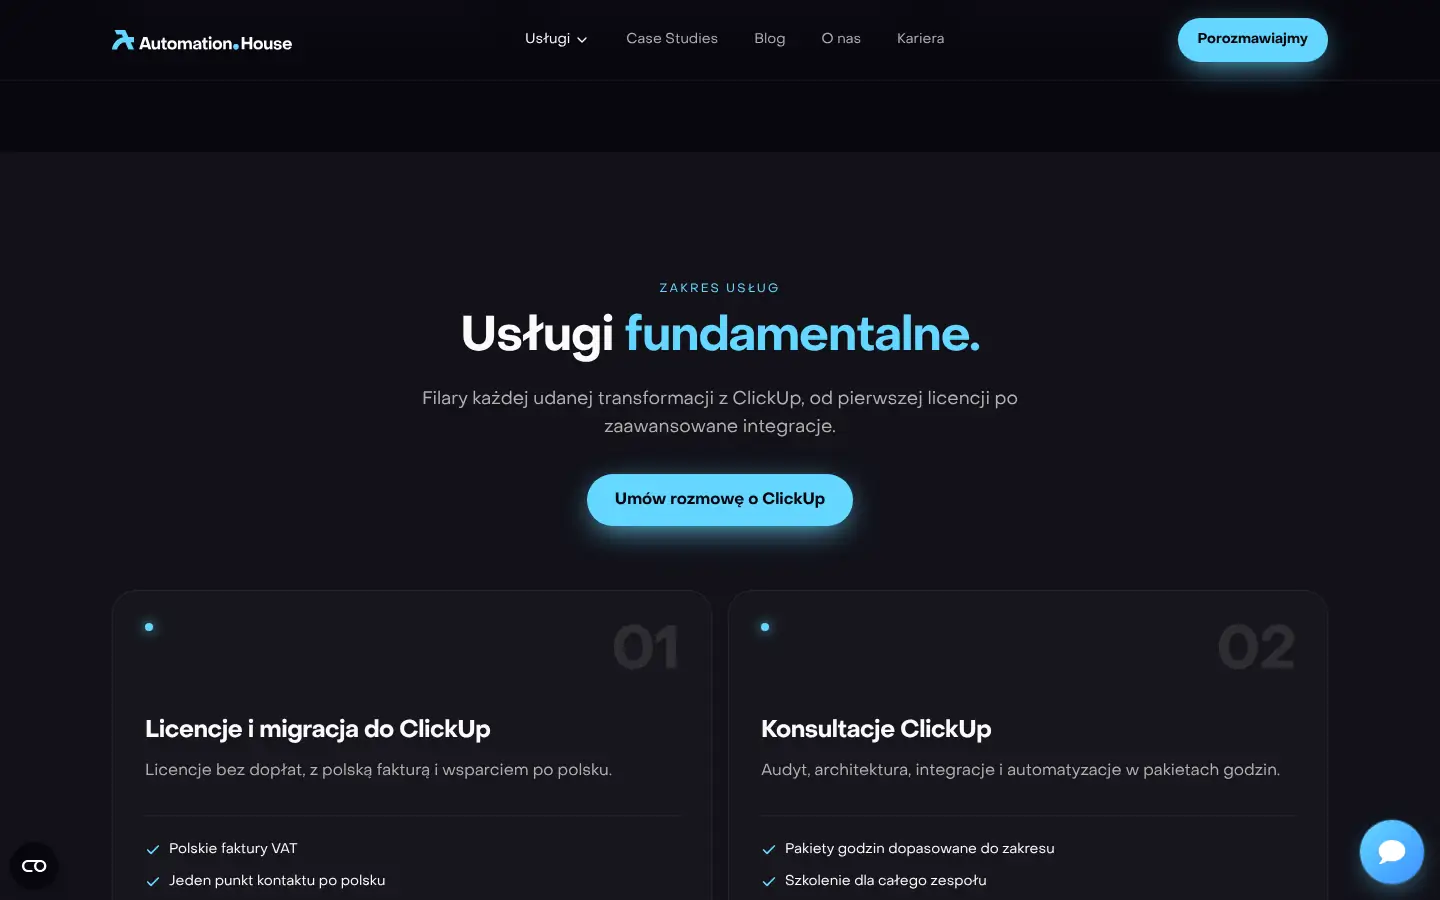 Automation.House
Usługi
Case Studies
Blog
O nas
Kariera
Porozmawiajmy
ZAKRES USŁUG
Usługi fundamentalne.
Filary każdej udanej transformacji z ClickUp, od pierwszej licencji po
zaawansowane integracje.
Umów rozmowę o ClickUp
01
Licencje i migracja do ClickUp
Licencje bez dopłat, z polską fakturą i wsparciem po polsku.
Polskie faktury VAT
Jeden punkt kontaktu po polsku
02
Konsultacje ClickUp
Audyt, architektura, integracje i automatyzacje w pakietach godzin.
Pakiety godzin dopasowane do zakresu
Szkolenie dla całego zespołu